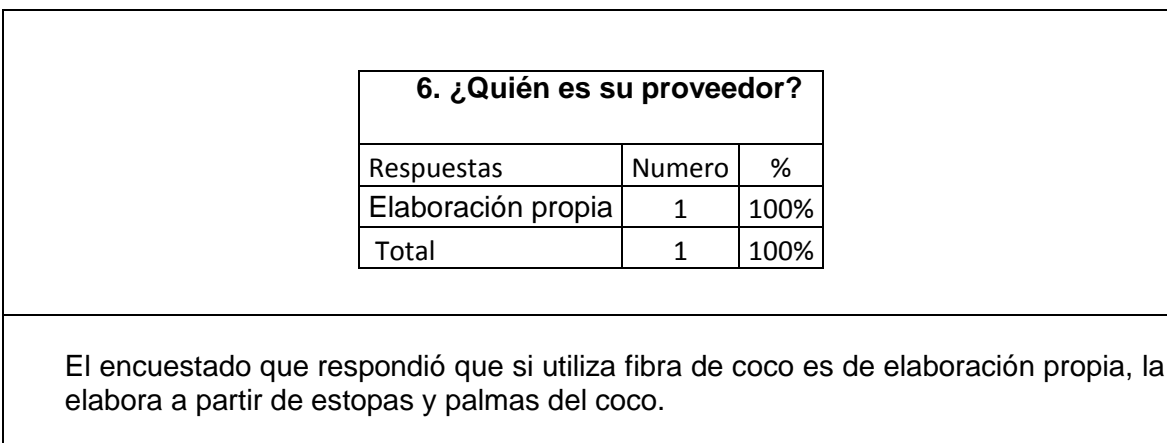 6. ¿Quién es su proveedor?
Respuestas Numero %
Elaboración propia 1 100%
Total 1 100%
El encuestado que respondió que si utiliza fibra de coco es de elaboración propia, la
elabora a partir de estopas y palmas del coco.